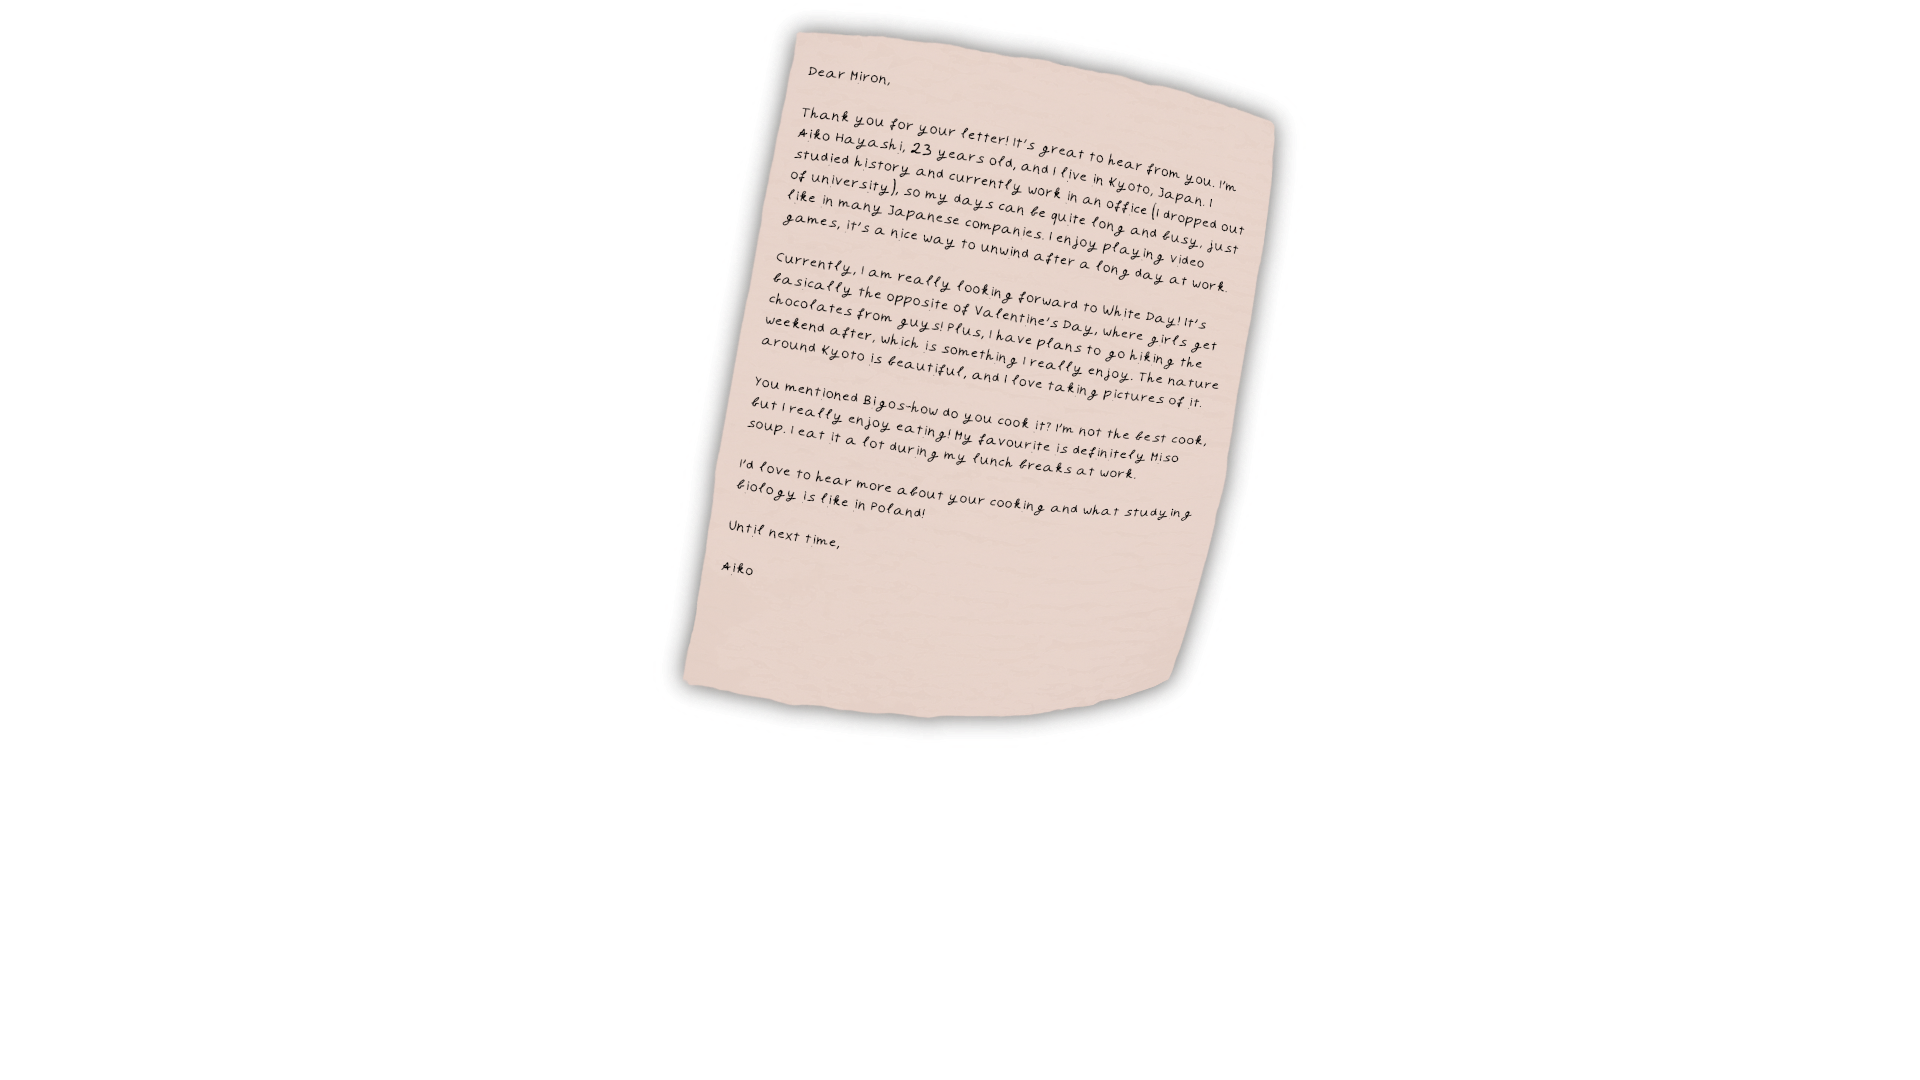 Dear Miron,
Thank you for your letter! It's great to hear from you. I'm
Aiko Hayashi, 23 years old, and I live in Kyoto, Japan. I
studied history and currently work in an office (I dropped out
of university), so my days can be quite long and busy, just
like in many Japanese companies. I enjoy playing video
games, it's a nice way to unwind after a long day at work.
Currently, I am really looking forward to White Day! It's
basically the opposite of Valentine's Day, where girls get
chocolates from guys! Plus, I have plans to go hiking the
weekend after, which is something I really enjoy. The nature
around Kyoto is beautiful, and I love taking pictures of it.
You mentioned Bigos-how do you cook it? I'm not the best cook,
but I really enjoy eating! My favourite is definitely Miso
soup. I eat it a lot during my lunch breaks at work.
I'd love to hear more about your cooking and what studying
biology is like in Poland!
Until next time,
Aiko